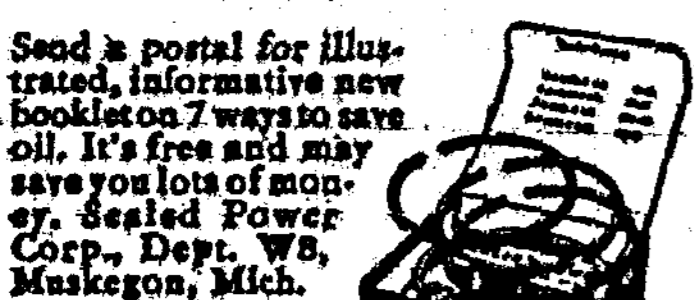 Send a postal for illus-
trated, informative new
booklet on 7 ways to save
oil. It's free and may
save you lots of mon-
ey. Sealed Power
Corp., Dept. W8,
Muskegon, Mich.